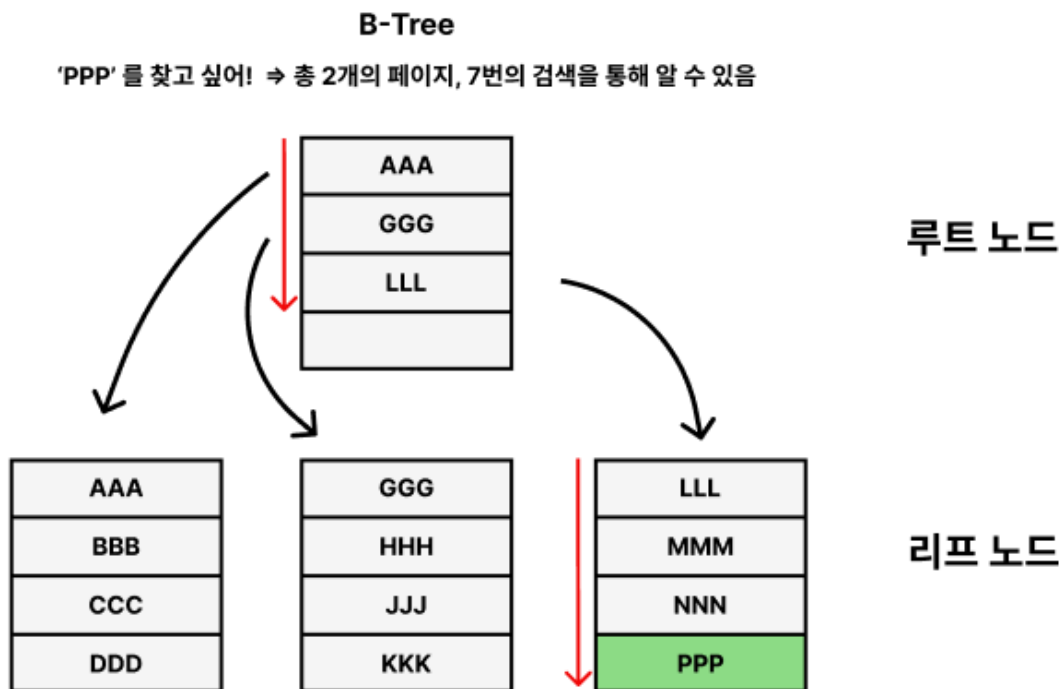 B-Tree
‘PPP’ 를 찾고 싶어! ⇒ 총 2개의 페이지, 7번의 검색을 통해 알 수 있음
AAA
GGG
LLL
루트 노드
AAA
BBB
CCC
DDD
GGG
HHH
JJJ
KKK
LLL
MMM
NNN
PPP
리프 노드